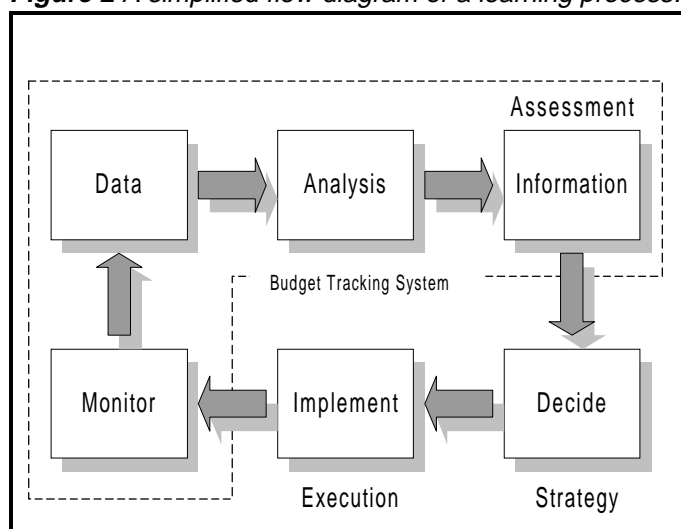 Figure 2 A simplified flow diagram of a learning process.
Assessment
Data
Analysis
Information
Budget Tracking System
Monitor
Implement
Decide
Execution
Strategy